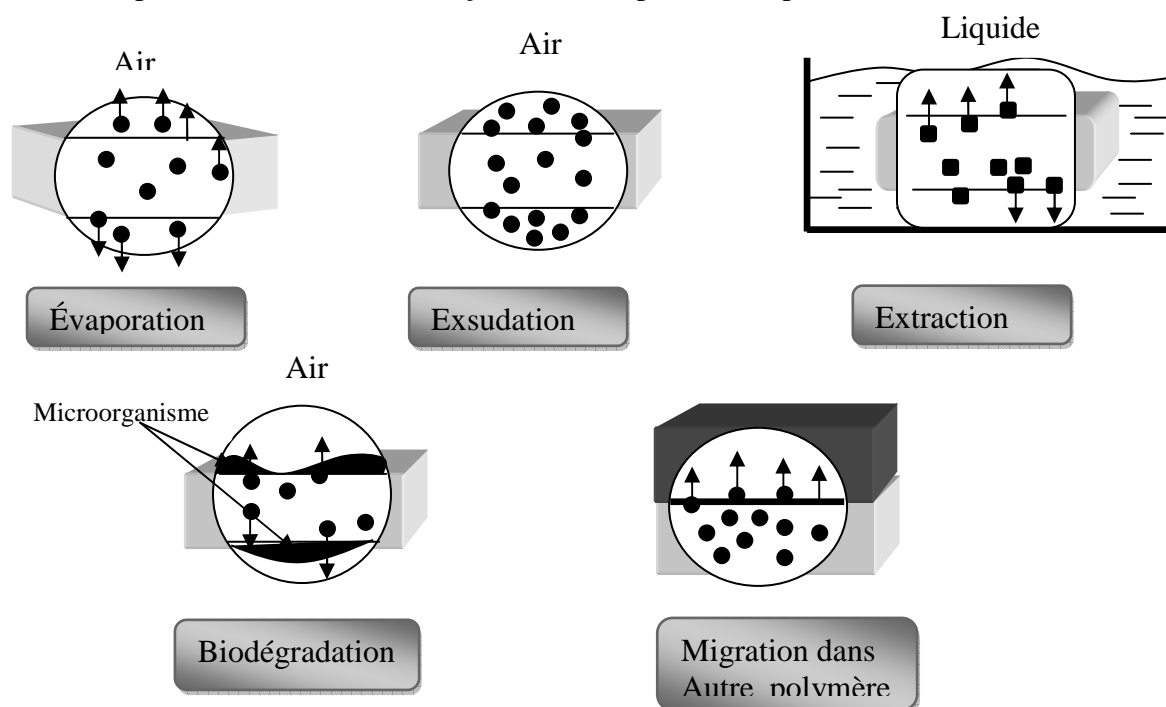 Liquide
Air
Air
Évaporation
Exsudation
Extraction
Air
Microorganisme
Biodégradation
Migration dans
Autre polymère